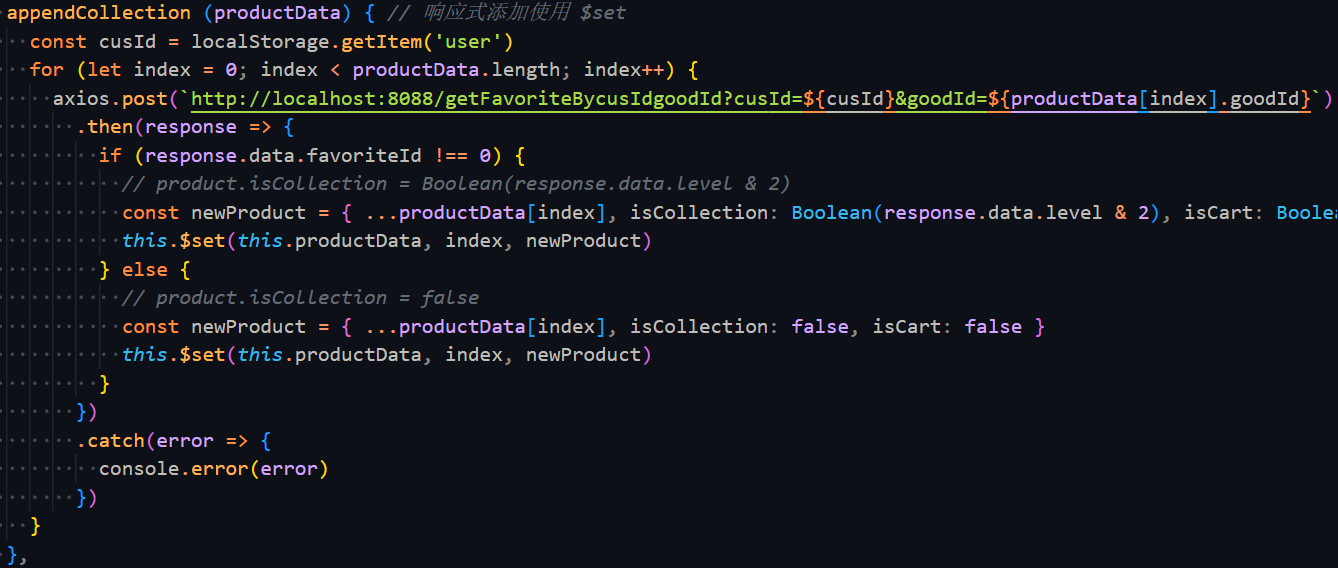 appendCollection (productData) { // 响应式添加使用 $set
const cusId = localStorage.getItem('user')
for (let index = 0; index < productData.length; index++) {
axios.post(`http://localhost:8088/getFavoriteBycusIdgoodId?cusId=${cusId}&goodId=${productData[index].goodId}`)
.then(response => {
if (response.data.favoriteId !== 0) {
// product.isCollection = Boolean(response.data.level & 2)
const newProduct = { ...productData[index], isCollection: Boolean(response.data.level & 2), isCart: Boole
this.$set(this.productData, index, newProduct)
} else {
// product.isCollection = false
const newProduct = { ...productData[index], isCollection: false, isCart: false }
this.$set(this.productData, index, newProduct)
}
})
.catch(error => {
console.error(error)
})
}
},